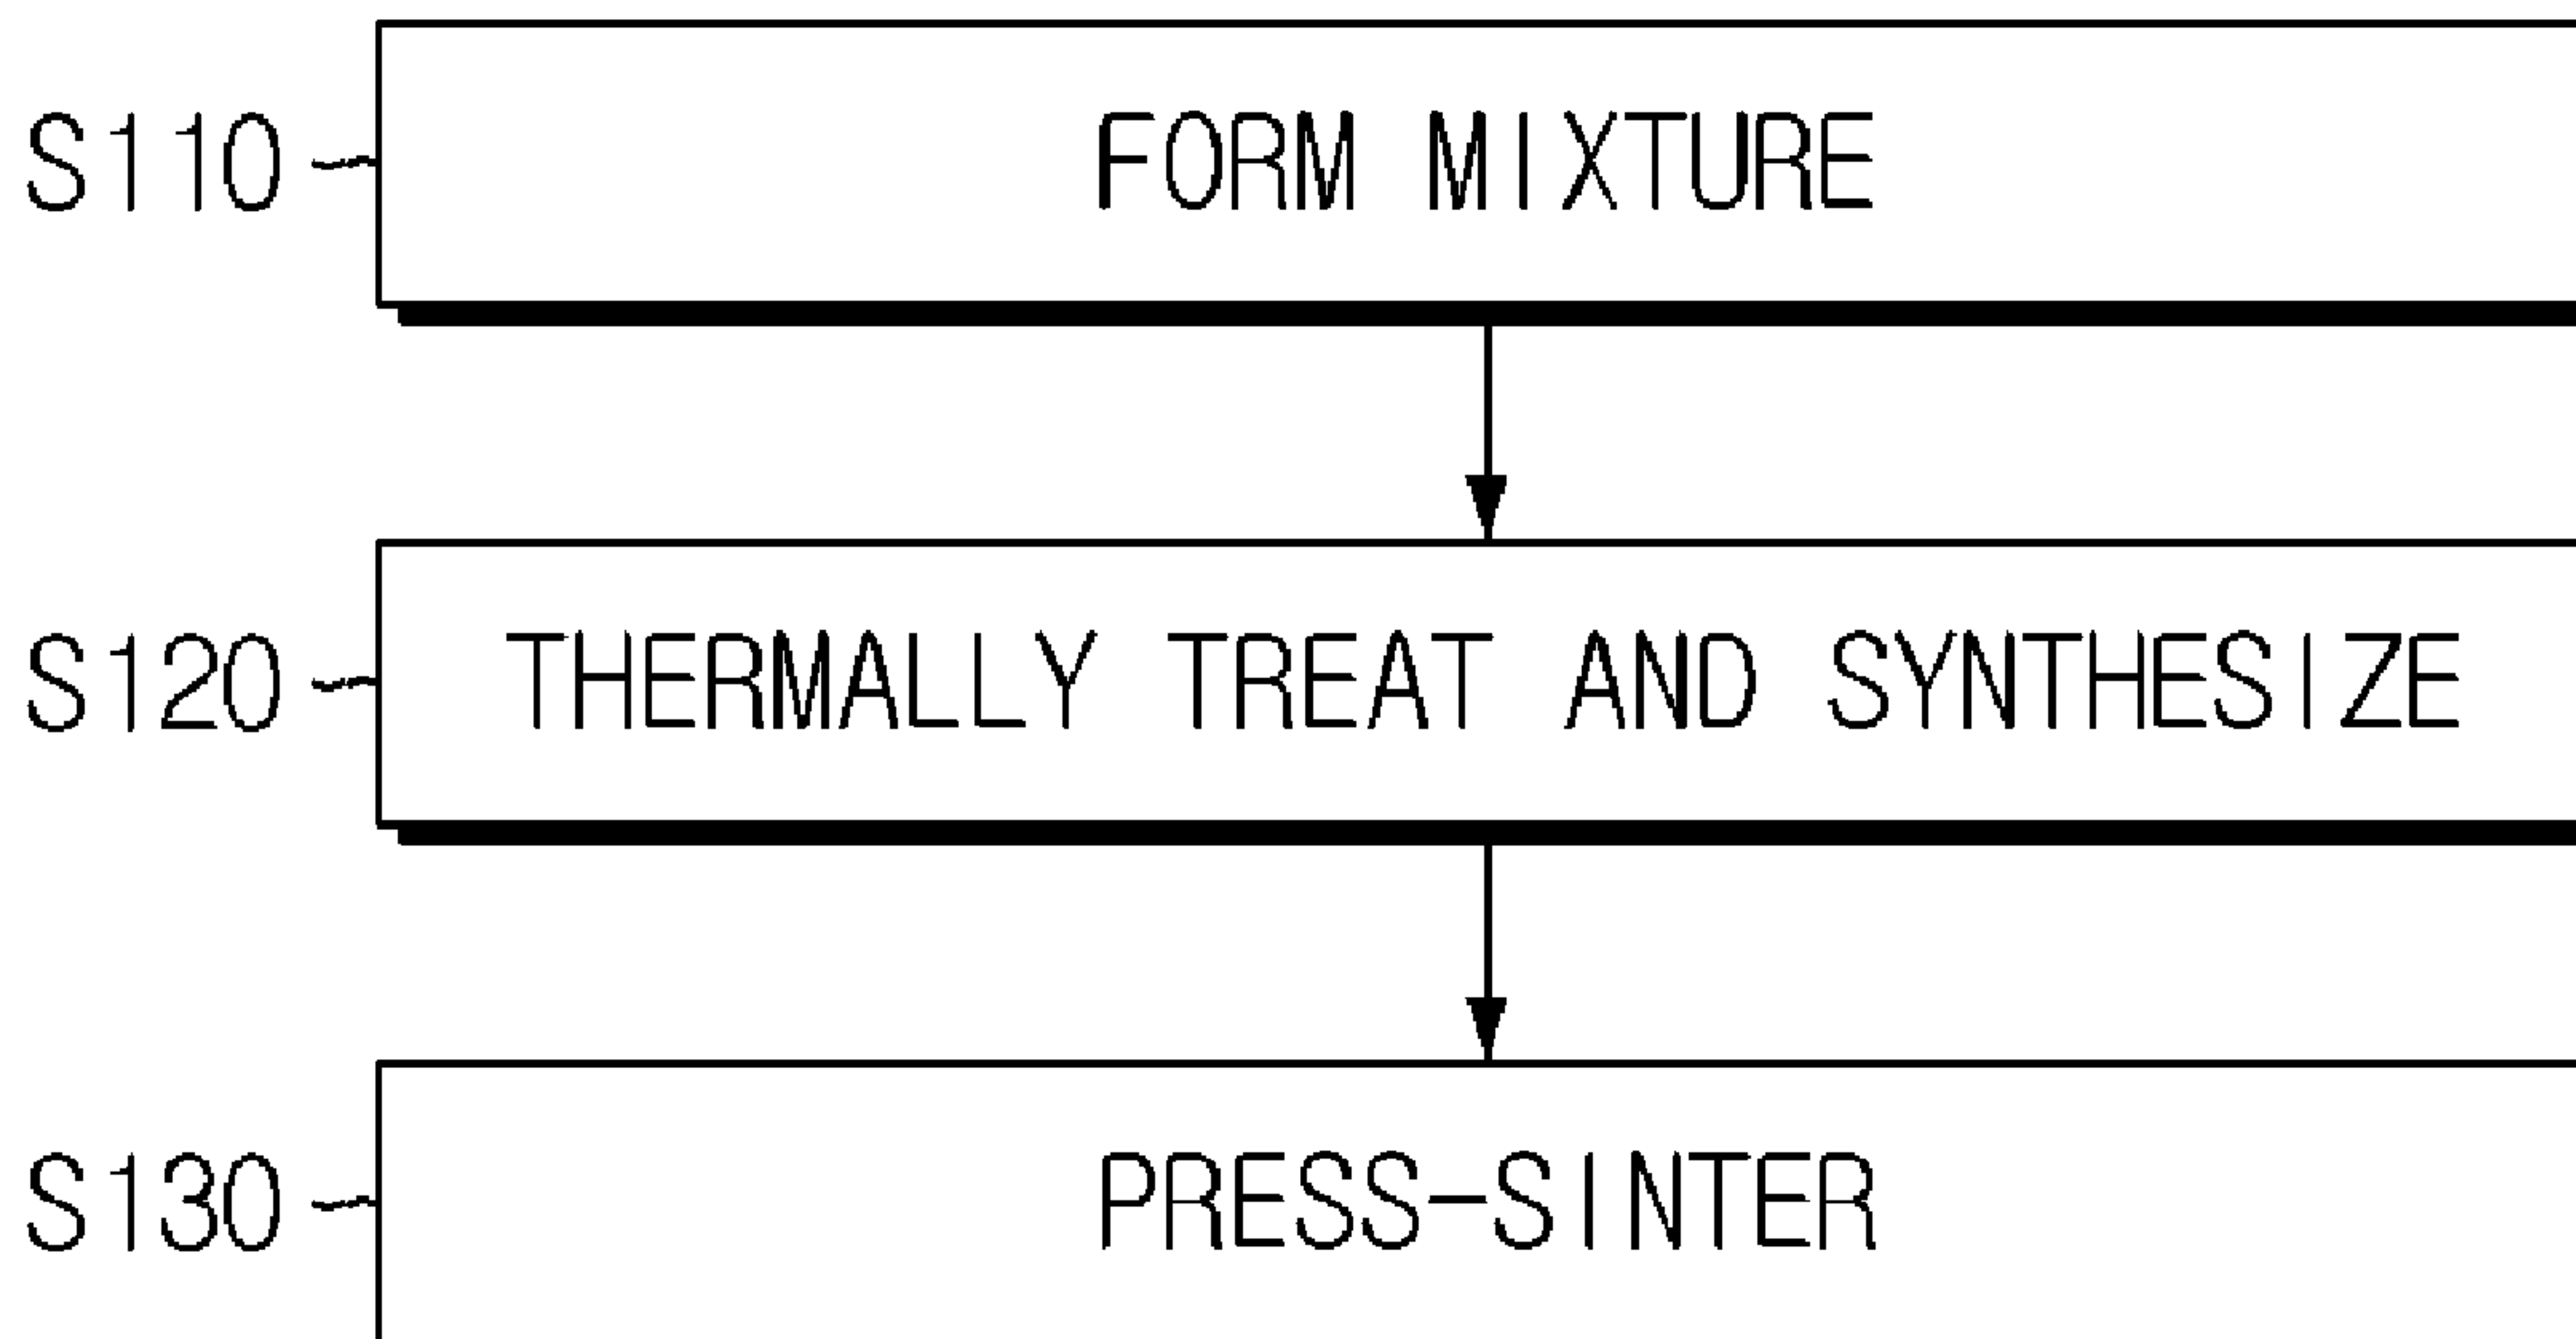 S110 FORM MIXTURE
S120 THERMALLY TREAT AND SYNTHESIZE
S130 PRESS-SINTER